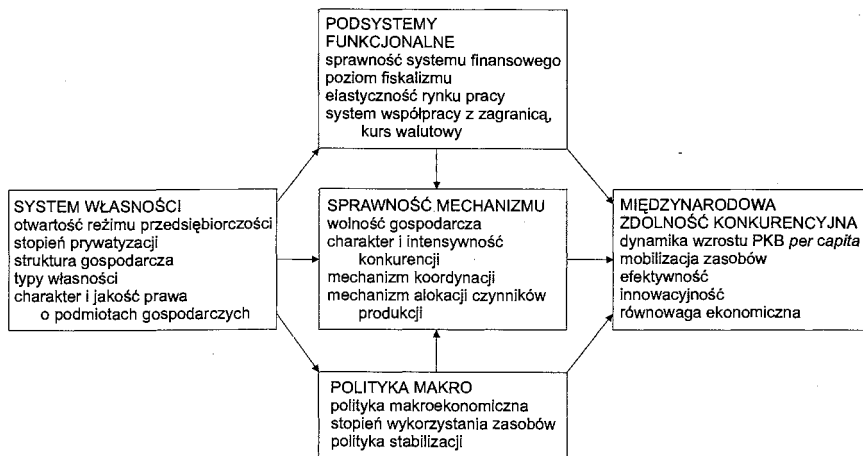 PODSYSTEMY
FUNKCJONALNE
sprawność systemu finansowego
poziom fiskalizmu
elastyczność rynku pracy
system współpracy z zagranicą,
kurs walutowy
SYSTEM WŁASNOŚCI
otwartość reżimu przedsiębiorczości
stopień prywatyzacji
struktura gospodarcza
typy własności
charakter i jakość prawa
o podmiotach gospodarczych
SPRAWNOŚĆ MECHANIZMU
wolność gospodarcza
charakter i intensywność
konkurencji
mechanizm koordynacji
mechanizm alokacji czynników
produkcji
MIĘDZYNARODOWA
ZDOLNOŚĆ KONKURENCYJNA
dynamika wzrostu PKB per capita
mobilizacja zasobów
efektywność
innowacyjność
równowaga ekonomiczna
POLITYKA MAKRO
polityka makroekonomiczna
stopień wykorzystania zasobów
polityka stabilizacji